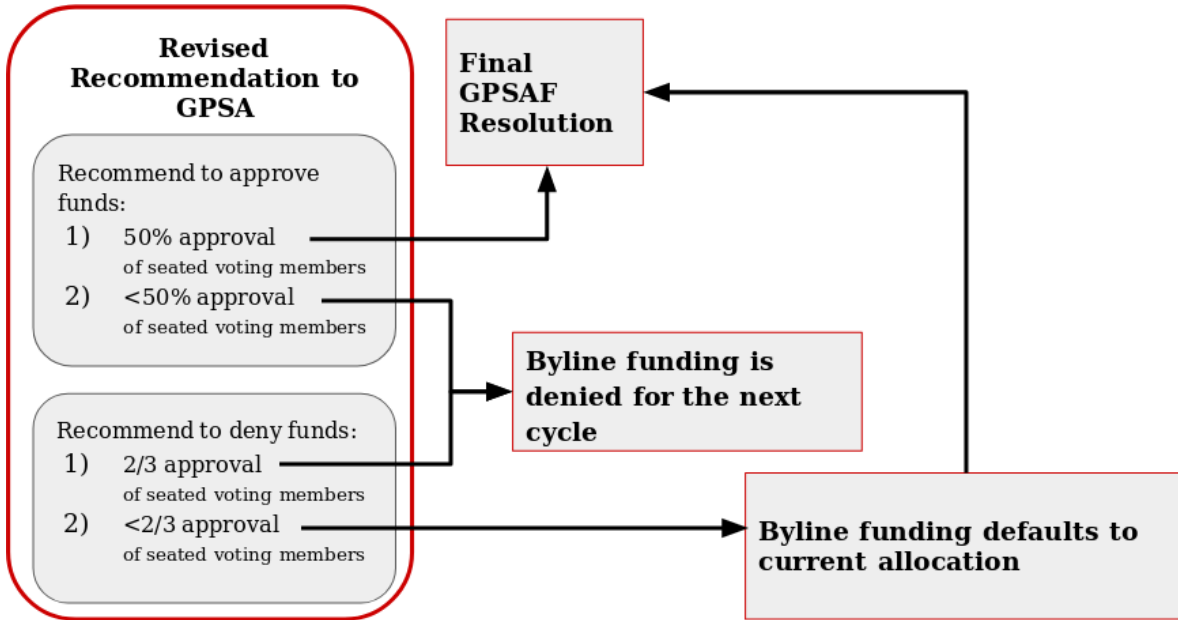 Revised
Recommendation to
GPSA
Recommend to approve
funds:
1) 50% approval
of seated voting members
2) <50% approval
of seated voting members
Recommend to deny funds:
1) 2/3 approval
of seated voting members
2) <2/3 approval
of seated voting members
Final
GPSAF
Resolution
Byline funding is
denied for the next
cycle
Byline funding defaults to
current allocation